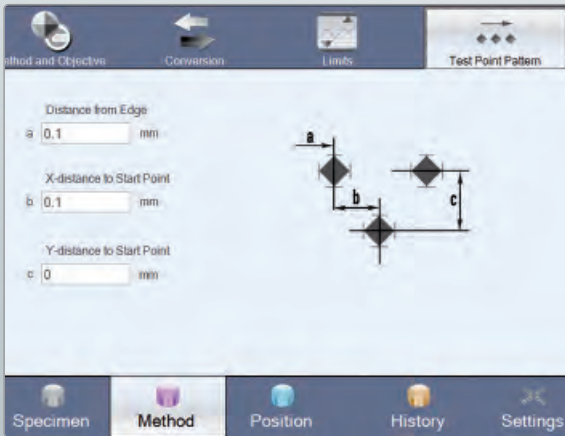 ethod and Objective
Conversion
Limits
Test Point Pattern
Distance from Edge
a 0.1 mm
X-distance to Start Point
b 0.1 mm
Y-distance to Start Point
c 0 mm
a
b
c
Specimen
Method
Position
History
Settings